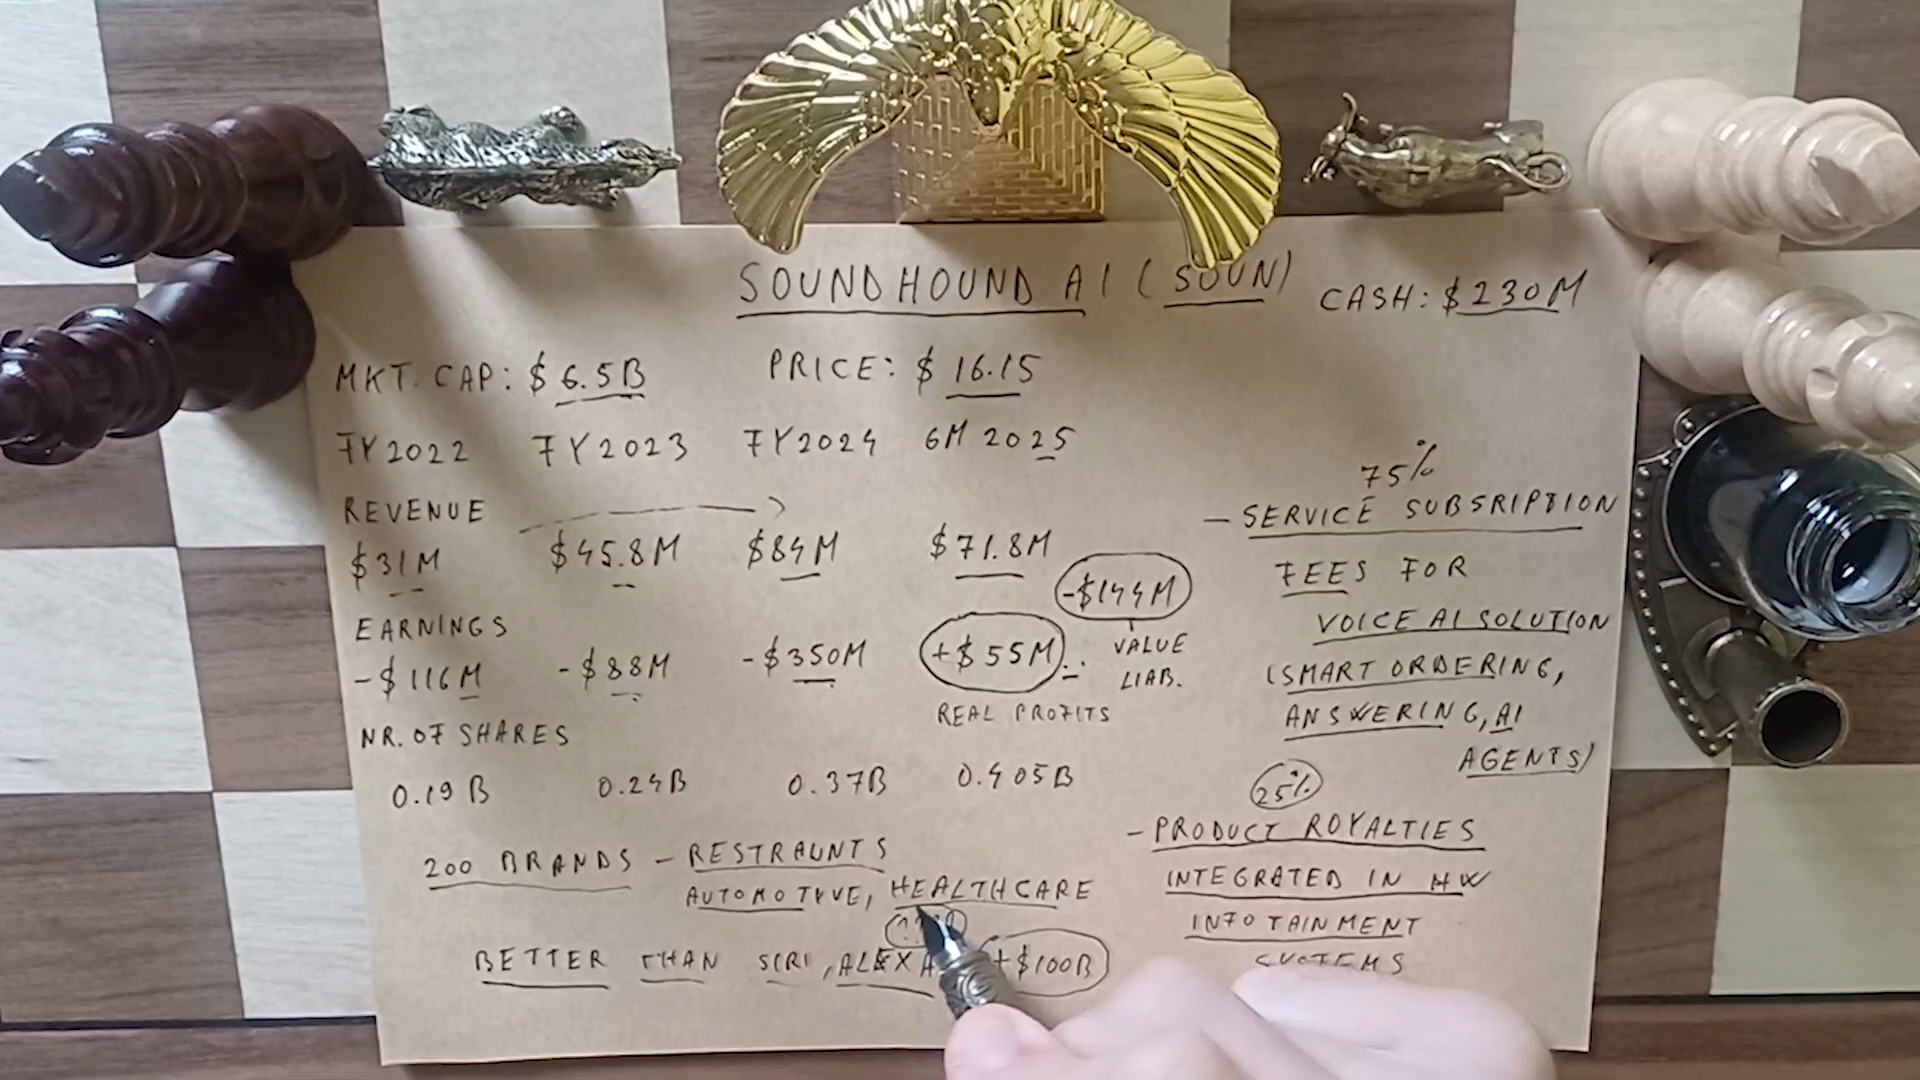 SOUNDHOUND AI (SOUN)
CASH: $230M
MKT. CAP: $6.5B
PRICE: $16.15
FY2022 FY2023 FY2024 6M 2025
REVENUE
$31M $45.8M $84M $71.8M
-$144M
VALUE
LIAB.
EARNINGS
-$116M -$88M -$350M +$55M
REAL PROFITS
NR. OF SHARES
0.19B 0.24B 0.37B 0.405B
200 BRANDS - RESTRAUNTS
AUTOMOTYVE, HEALTHCARE
BETTER THAN SIRI, ALEXA +$100B
75%
- SERVICE SUBSRIPTION
FEES FOR
VOICE AI SOLUTION
(SMART ORDERING,
ANSWERING, AI
AGENTS)
25%
- PRODUCT ROYALTIES
INTEGRATED IN HW
INFOTAINMENT
SYSTEMS